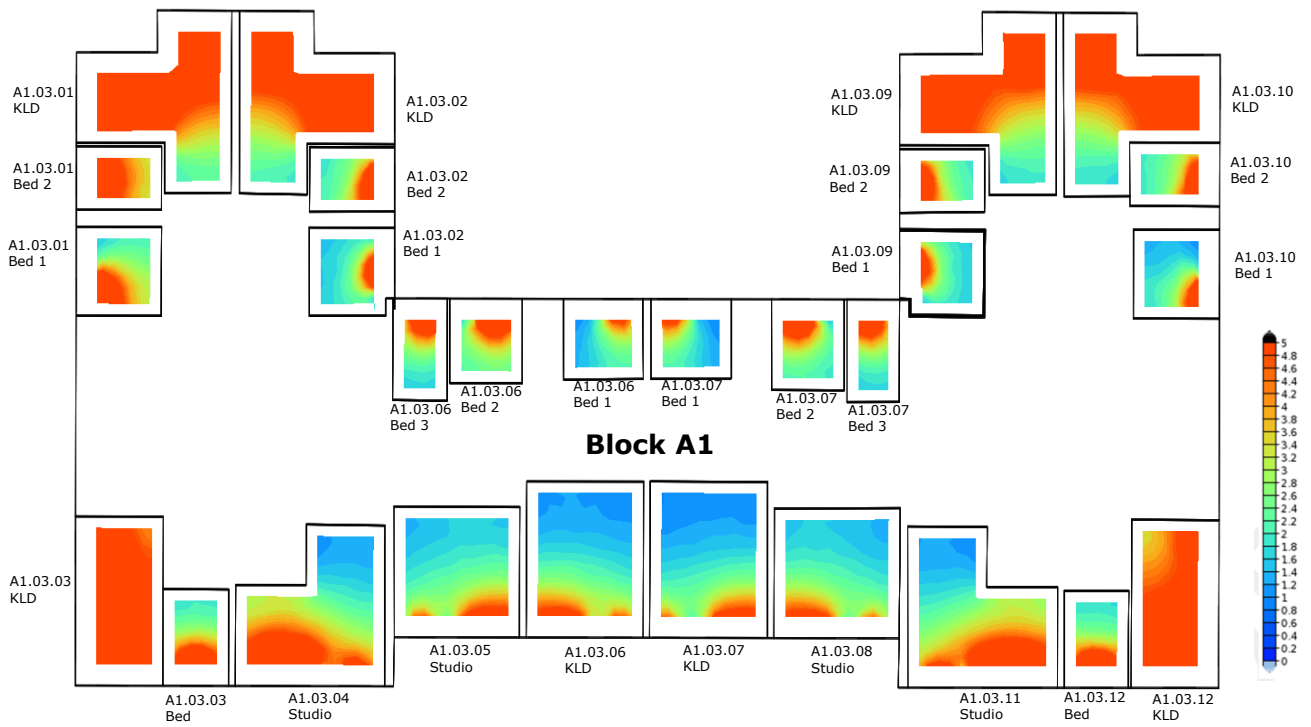 A1.03.01
KLD
A1.03.02
KLD
A1.03.09
KLD
A1.03.10
KLD
A1.03.01
Bed 2
A1.03.02
Bed 2
A1.03.09
Bed 2
A1.03.10
Bed 2
A1.03.01
Bed 1
A1.03.02
Bed 1
A1.03.09
Bed 1
A1.03.10
Bed 1
A1.03.06
Bed 3
A1.03.06
Bed 2
A1.03.06
Bed 1
A1.03.07
Bed 1
A1.03.07
Bed 2
A1.03.07
Bed 3
Block A1
5
4.8
4.6
4.4
4.2
4
3.8
3.6
3.4
3.2
3
2.8
2.6
2.4
2.2
2
1.8
1.6
1.4
1.2
1
0.8
0.6
0.4
0.2
0
A1.03.03
KLD
A1.03.03
Bed
A1.03.04
Studio
A1.03.05
Studio
A1.03.06
KLD
A1.03.07
KLD
A1.03.08
Studio
A1.03.11
Studio
A1.03.12
Bed
A1.03.12
KLD